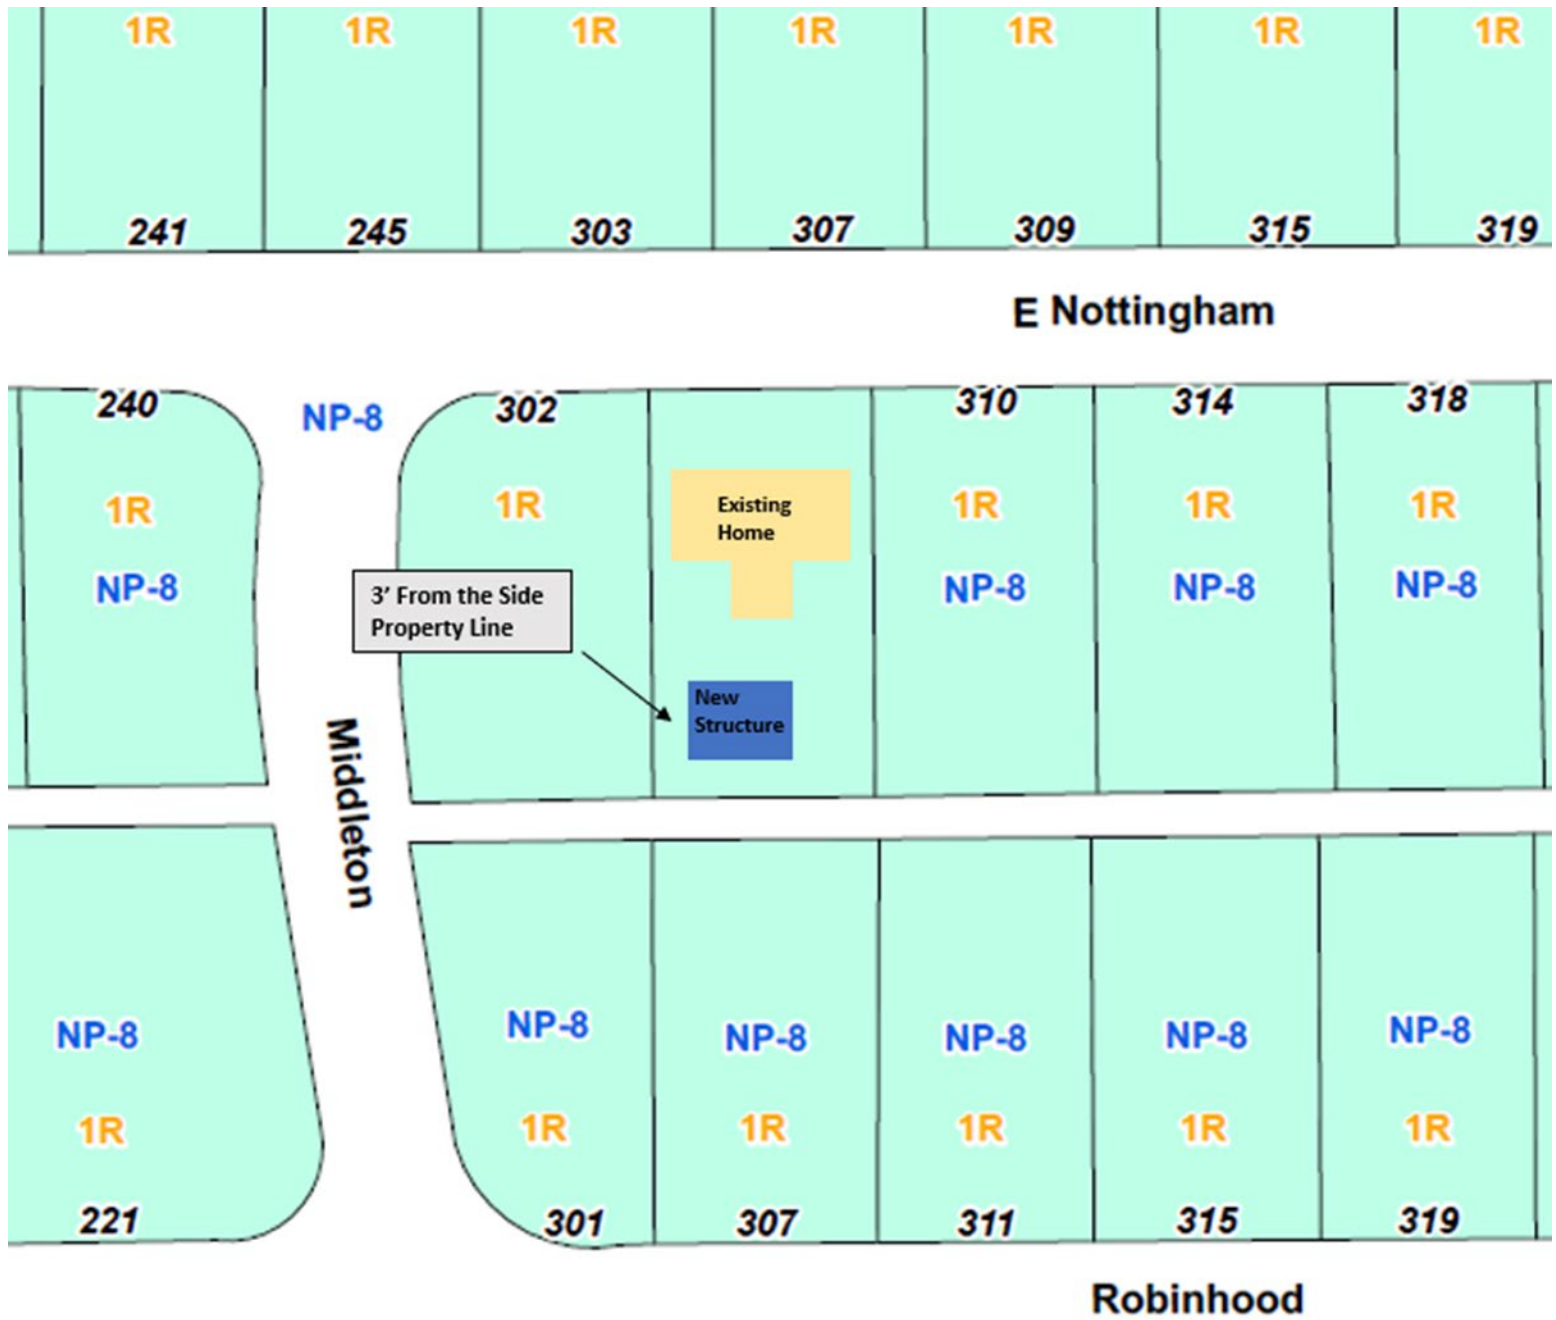 1R 1R 1R 1R 1R 1R 1R
241 245 303 307 309 315 319
E Nottingham
240 NP-8 302 310 314 318
1R 1R Existing 1R 1R 1R
Home
NP-8 NP-8 NP-8 NP-8
3' From the Side
Property Line
New
Structure
Middleton
NP-8 NP-8 NP-8 NP-8 NP-8 NP-8
1R 1R 1R 1R 1R 1R
221 301 307 311 315 319
Robinhood